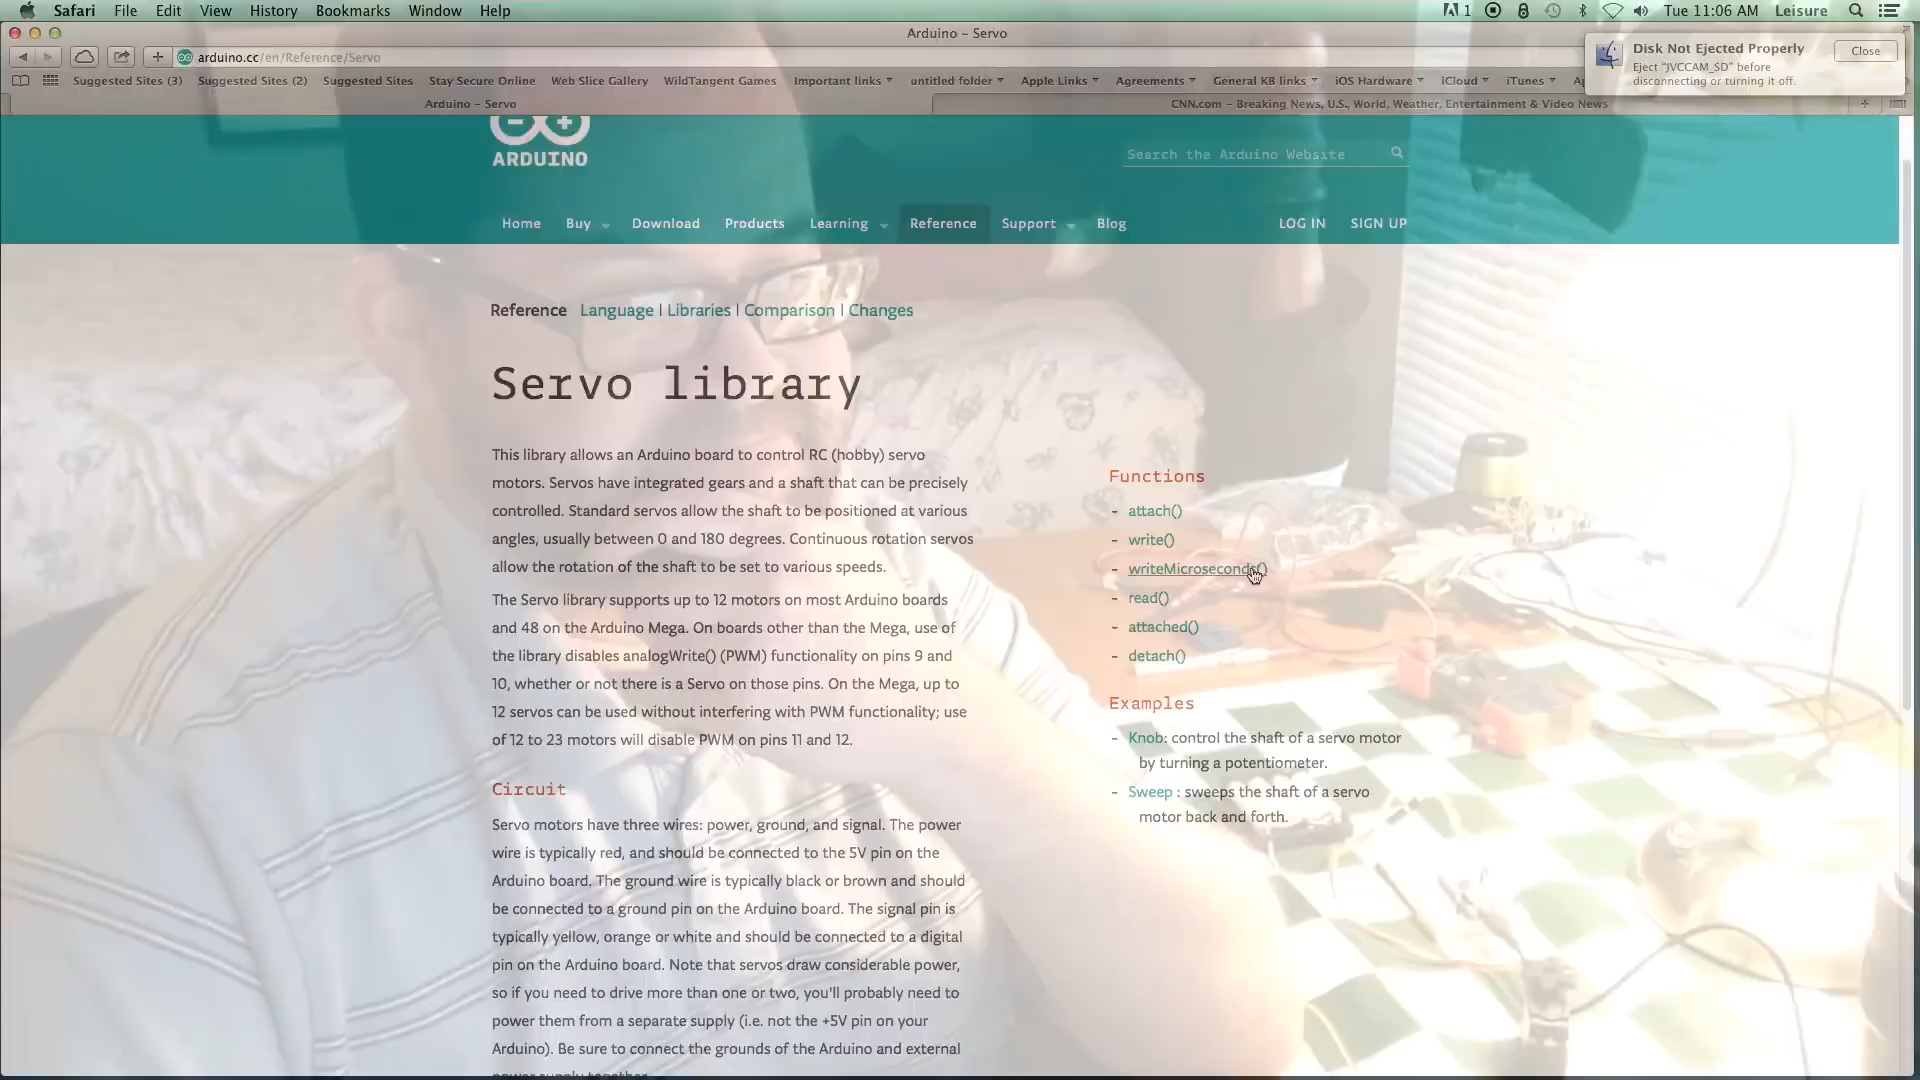 Safari File Edit View History Bookmarks Window Help 1 Tue 11:06 AM Leisure
Arduino – Servo
arduino.cc/en/Reference/Servo
Disk Not Ejected Properly
Eject "JVCCAM_SD" before
disconnecting or turning it off.
Close
Suggested Sites (3) Suggested Sites (2) Suggested Sites Stay Secure Online Web Slice Gallery WildTangent Games Important links untitled folder Apple Links Agreements General KB links iOS Hardware iCloud iTunes
Arduino – Servo CNN.com – Breaking News, U.S., World, Weather, Entertainment & Video News
ARDUINO
Search the Arduino Website
Home Buy Download Products Learning Reference Support Blog LOG IN SIGN UP
Reference Language | Libraries | Comparison | Changes
Servo library
This library allows an Arduino board to control RC (hobby) servo
motors. Servos have integrated gears and a shaft that can be precisely
controlled. Standard servos allow the shaft to be positioned at various
angles, usually between 0 and 180 degrees. Continuous rotation servos
allow the rotation of the shaft to be set to various speeds.
The Servo library supports up to 12 motors on most Arduino boards
and 48 on the Arduino Mega. On boards other than the Mega, use of
the library disables analogWrite() (PWM) functionality on pins 9 and
10, whether or not there is a Servo on those pins. On the Mega, up to
12 servos can be used without interfering with PWM functionality; use
of 12 to 23 motors will disable PWM on pins 11 and 12.
Circuit
Servo motors have three wires: power, ground, and signal. The power
wire is typically red, and should be connected to the 5V pin on the
Arduino board. The ground wire is typically black or brown and should
be connected to a ground pin on the Arduino board. The signal pin is
typically yellow, orange or white and should be connected to a digital
pin on the Arduino board. Note that servos draw considerable power,
so if you need to drive more than one or two, you'll probably need to
power them from a separate supply (i.e. not the +5V pin on your
Arduino). Be sure to connect the grounds of the Arduino and external
power supply together.
Functions
- attach()
- write()
- writeMicroseconds()
- read()
- attached()
- detach()
Examples
- Knob: control the shaft of a servo motor
by turning a potentiometer.
- Sweep : sweeps the shaft of a servo
motor back and forth.